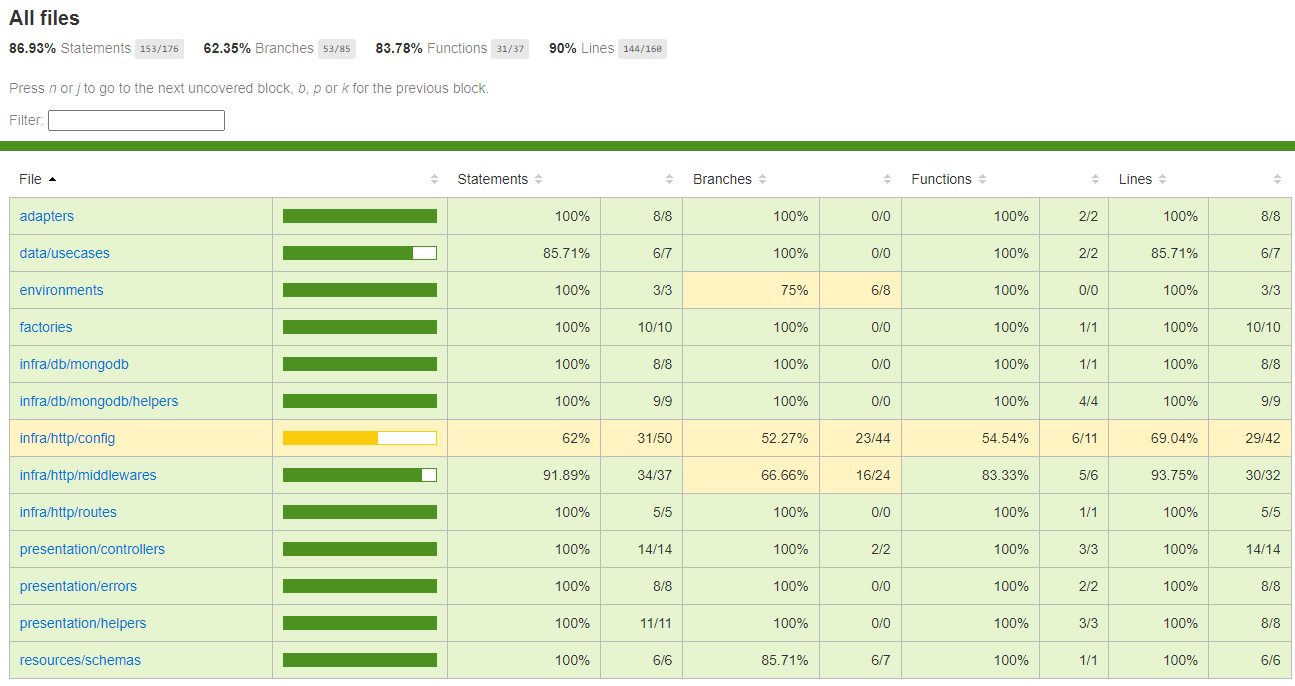 All files
86.93% Statements 153/176 62.35% Branches 53/85 83.78% Functions 31/37 90% Lines 144/160
Press n or j to go to the next uncovered block, b, p or k for the previous block.
Filter:
File Statements Branches Functions Lines
adapters 100% 8/8 100% 0/0 100% 2/2 100% 8/8
data/usecases 85.71% 6/7 100% 0/0 100% 2/2 85.71% 6/7
environments 100% 3/3 75% 6/8 100% 0/0 100% 3/3
factories 100% 10/10 100% 0/0 100% 1/1 100% 10/10
infra/db/mongodb 100% 8/8 100% 0/0 100% 1/1 100% 8/8
infra/db/mongodb/helpers 100% 9/9 100% 0/0 100% 4/4 100% 9/9
infra/http/config 62% 31/50 52.27% 23/44 54.54% 6/11 69.04% 29/42
infra/http/middlewares 91.89% 34/37 66.66% 16/24 83.33% 5/6 93.75% 30/32
infra/http/routes 100% 5/5 100% 0/0 100% 1/1 100% 5/5
presentation/controllers 100% 14/14 100% 2/2 100% 3/3 100% 14/14
presentation/errors 100% 8/8 100% 0/0 100% 2/2 100% 8/8
presentation/helpers 100% 11/11 100% 0/0 100% 3/3 100% 8/8
resources/schemas 100% 6/6 85.71% 6/7 100% 1/1 100% 6/6